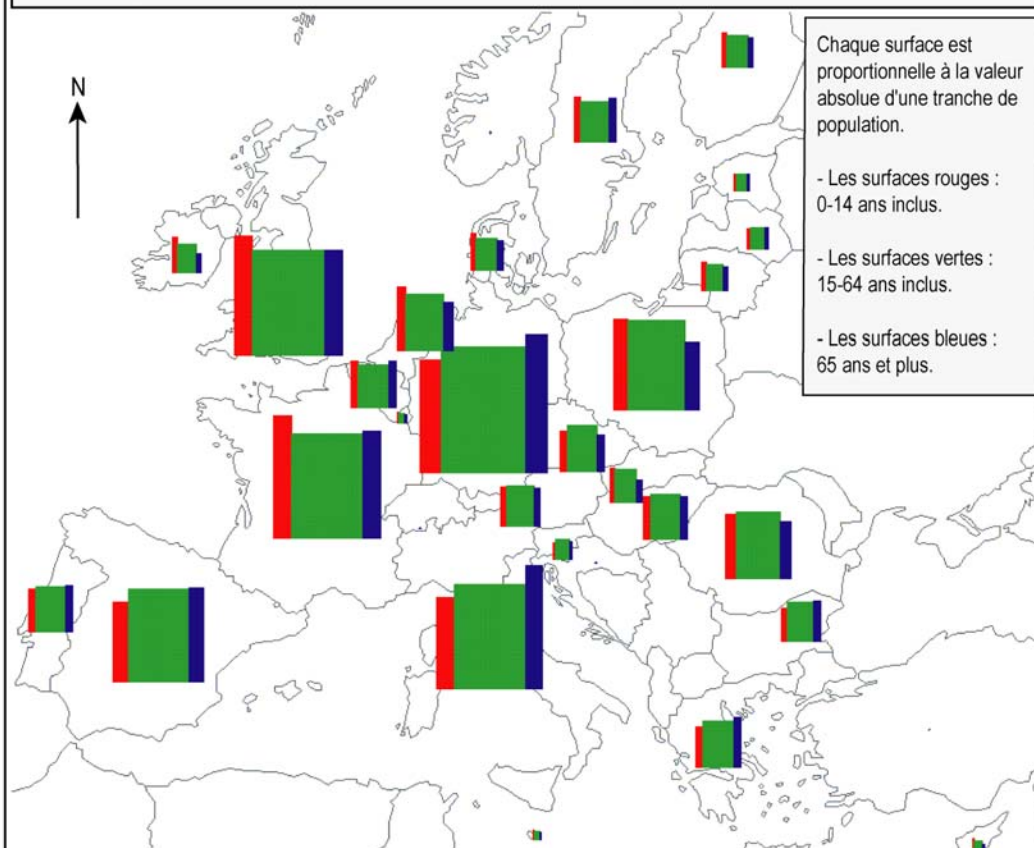 N
Chaque surface est
proportionnelle à la valeur
absolue d'une tranche de
population.
- Les surfaces rouges :
0-14 ans inclus.
- Les surfaces vertes :
15-64 ans inclus.
- Les surfaces bleues :
65 ans et plus.